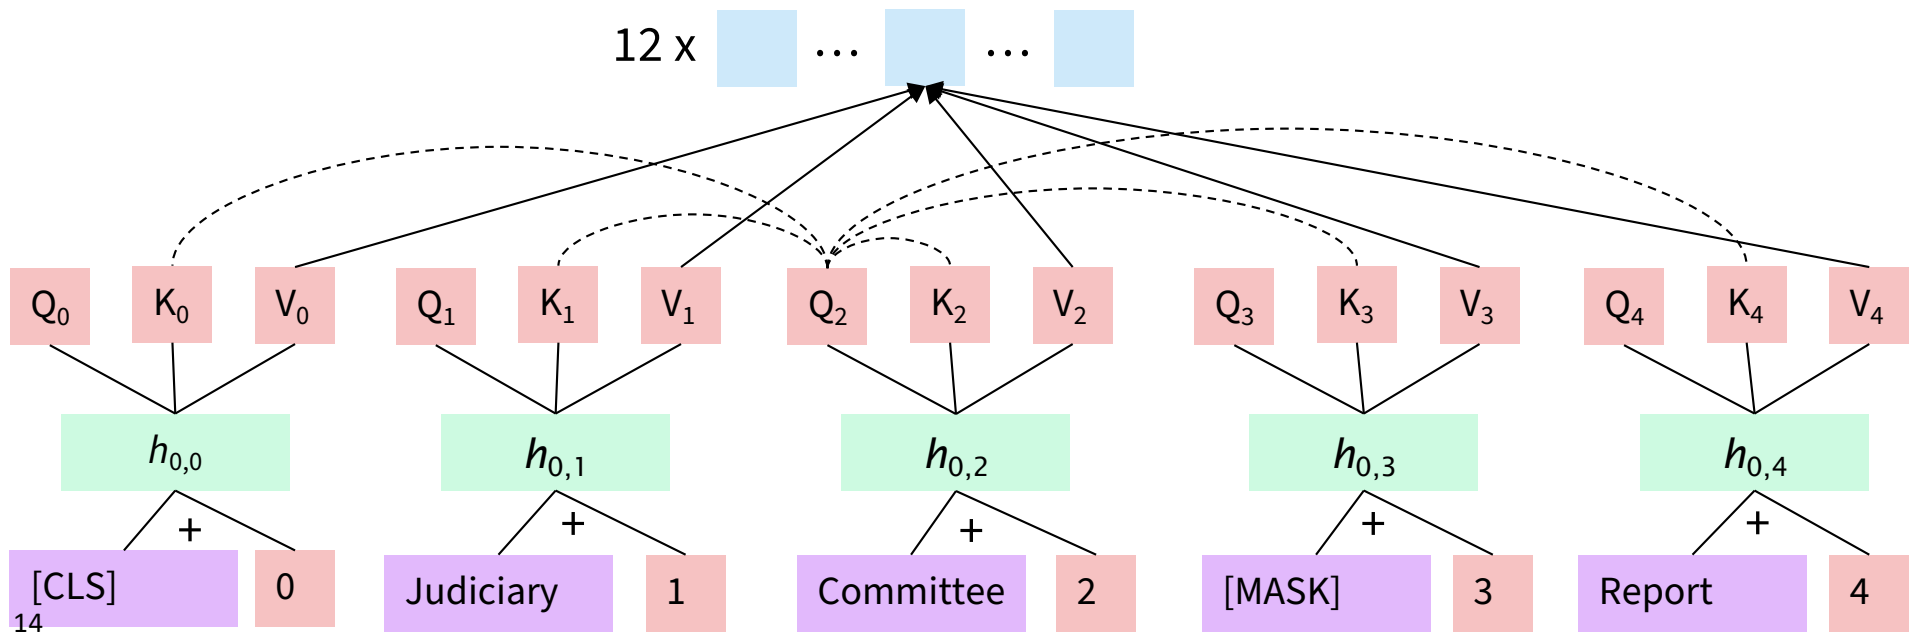 12 x ... ...
Q0 K0 V0 Q1 K1 V1 Q2 K2 V2 Q3 K3 V3 Q4 K4 V4
h0,0 h0,1 h0,2 h0,3 h0,4
+ + + + +
[CLS] 0 Judiciary 1 Committee 2 [MASK] 3 Report 4
14